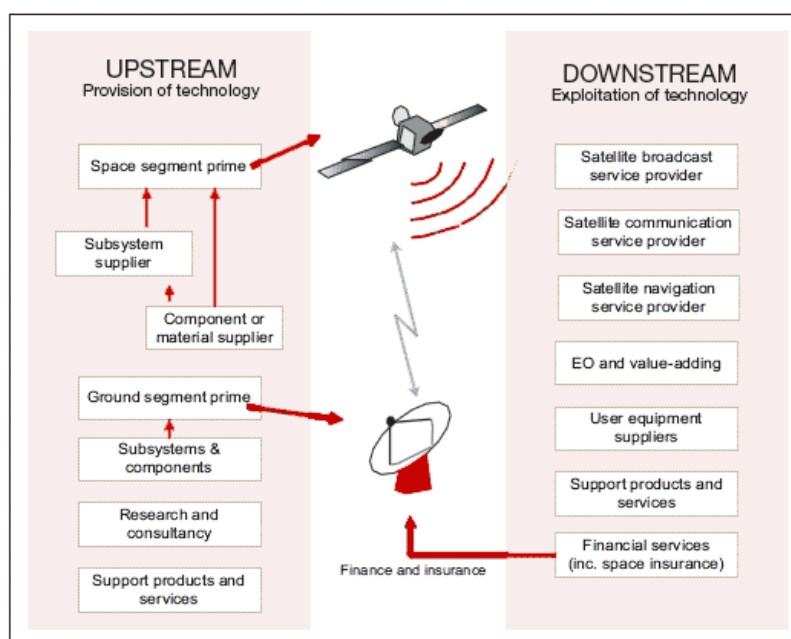 UPSTREAM
Provision of technology
Space segment prime
Subsystem
supplier
Component or
material supplier
Ground segment prime
Subsystems &
components
Research and
consultancy
Support products and
services
Finance and insurance
DOWNSTREAM
Exploitation of technology
Satellite broadcast
service provider
Satellite communication
service provider
Satellite navigation
service provider
EO and value-adding
User equipment
suppliers
Support products and
services
Financial services
(inc. space insurance)